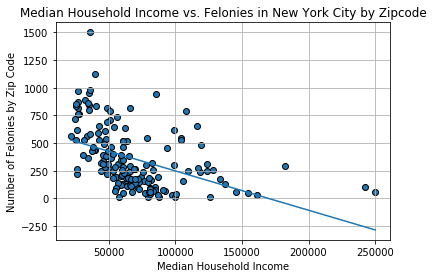 Median Household Income vs. Felonies in New York City by Zipcode
Number of Felonies by Zip Code
1500
1250
1000
750
500
250
0
−250
50000 100000 150000 200000 250000
Median Household Income